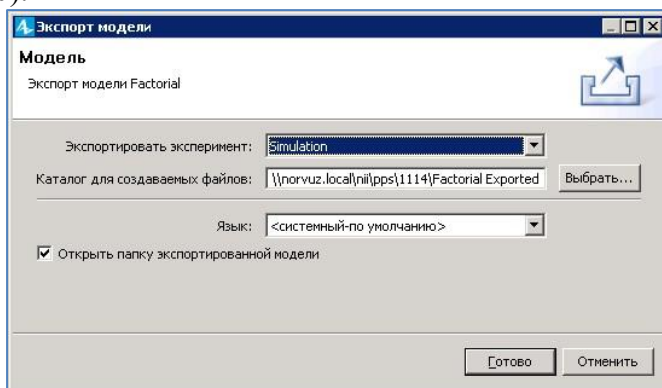 Экспорт модели
Модель
Экспорт модели Factorial
Экспортировать эксперимент: Simulation
Каталог для создаваемых файлов: \\norvuz.local\nii\pps\1114\Factorial Exported Выбрать...
Язык: <системный-по умолчанию>
Открыть папку экспортированной модели
Готово Отменить